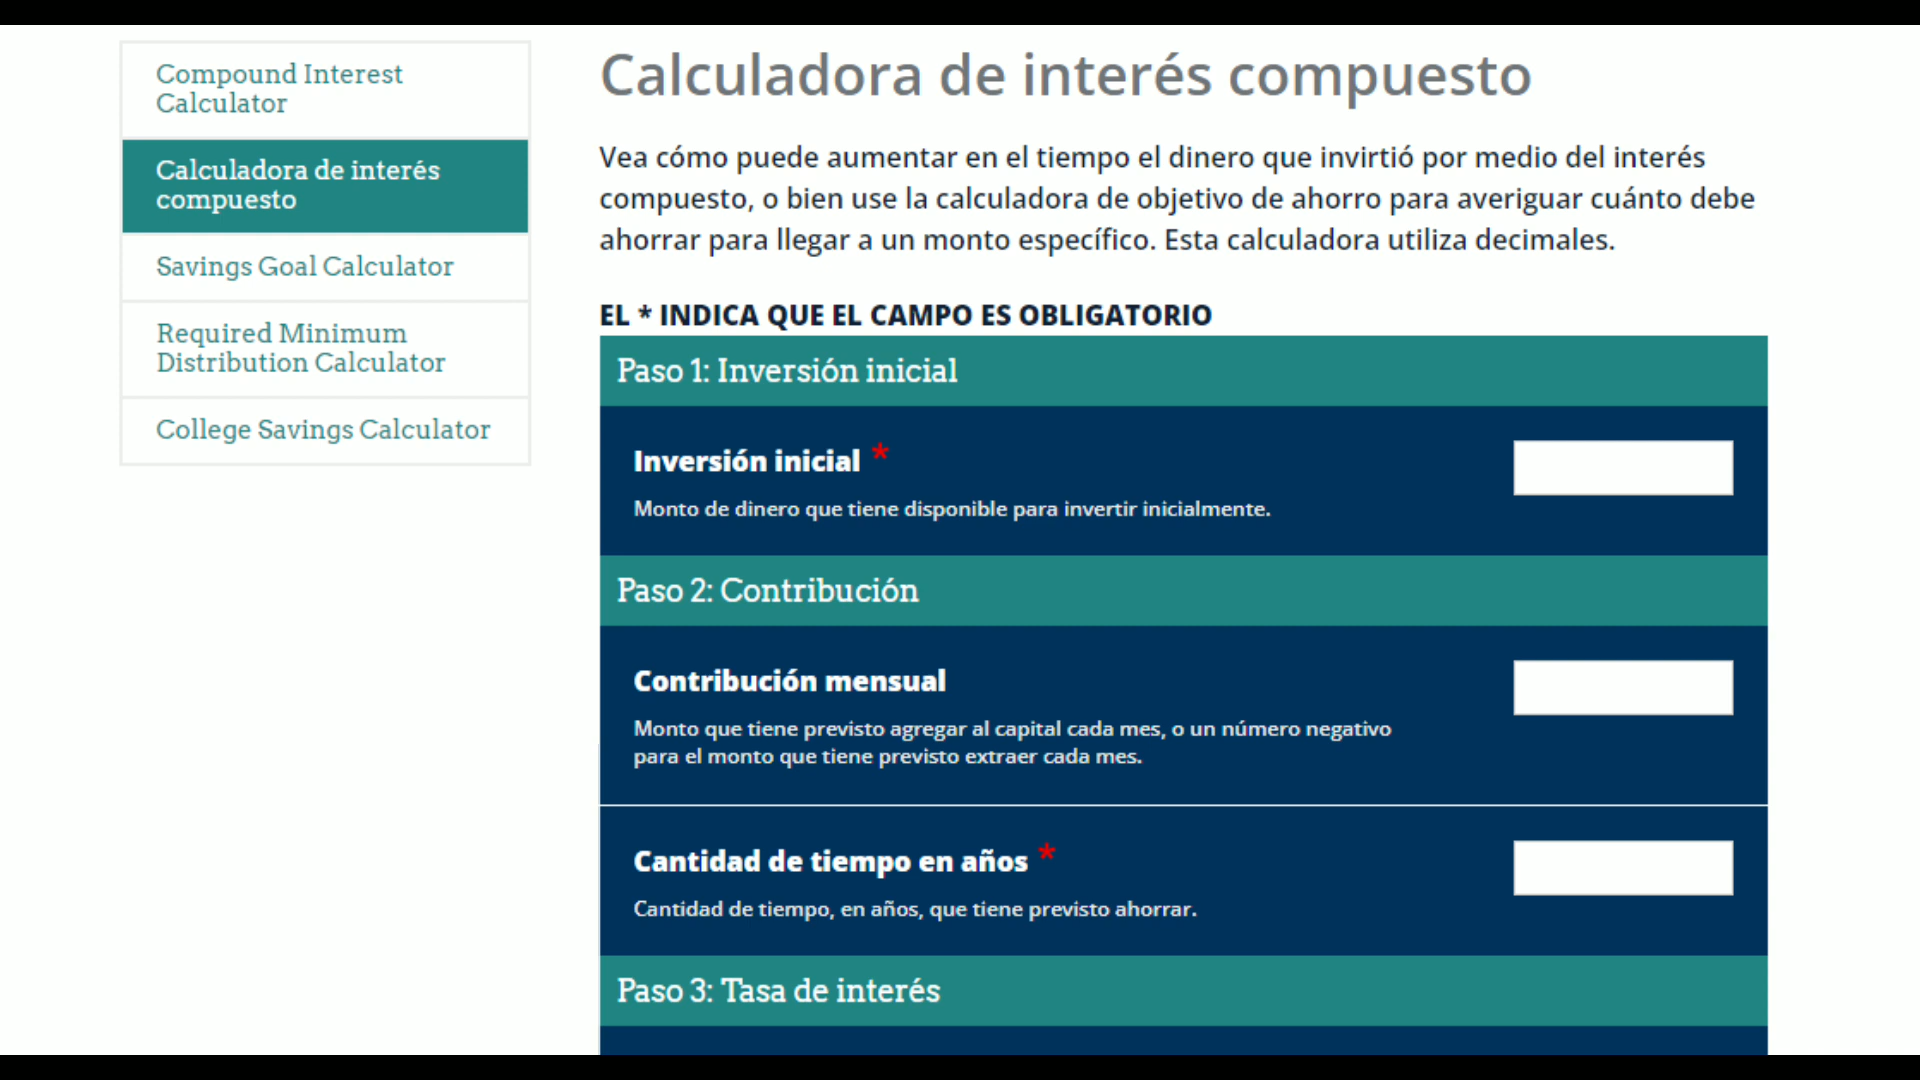 Compound Interest
Calculator
Calculadora de interés
compuesto
Savings Goal Calculator
Required Minimum
Distribution Calculator
College Savings Calculator
Calculadora de interés compuesto
Vea cómo puede aumentar en el tiempo el dinero que invirtió por medio del interés
compuesto, o bien use la calculadora de objetivo de ahorro para averiguar cuánto debe
ahorrar para llegar a un monto específico. Esta calculadora utiliza decimales.
EL * INDICA QUE EL CAMPO ES OBLIGATORIO
Paso 1: Inversión inicial
Inversión inicial *
Monto de dinero que tiene disponible para invertir inicialmente.
Paso 2: Contribución
Contribución mensual
Monto que tiene previsto agregar al capital cada mes, o un número negativo
para el monto que tiene previsto extraer cada mes.
Cantidad de tiempo en años *
Cantidad de tiempo, en años, que tiene previsto ahorrar.
Paso 3: Tasa de interés